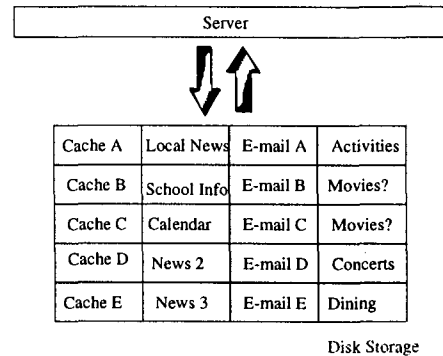 Server
Cache A Local News E-mail A Activities
Cache B School Info E-mail B Movies?
Cache C Calendar E-mail C Movies?
Cache D News 2 E-mail D Concerts
Cache E News 3 E-mail E Dining
Disk Storage